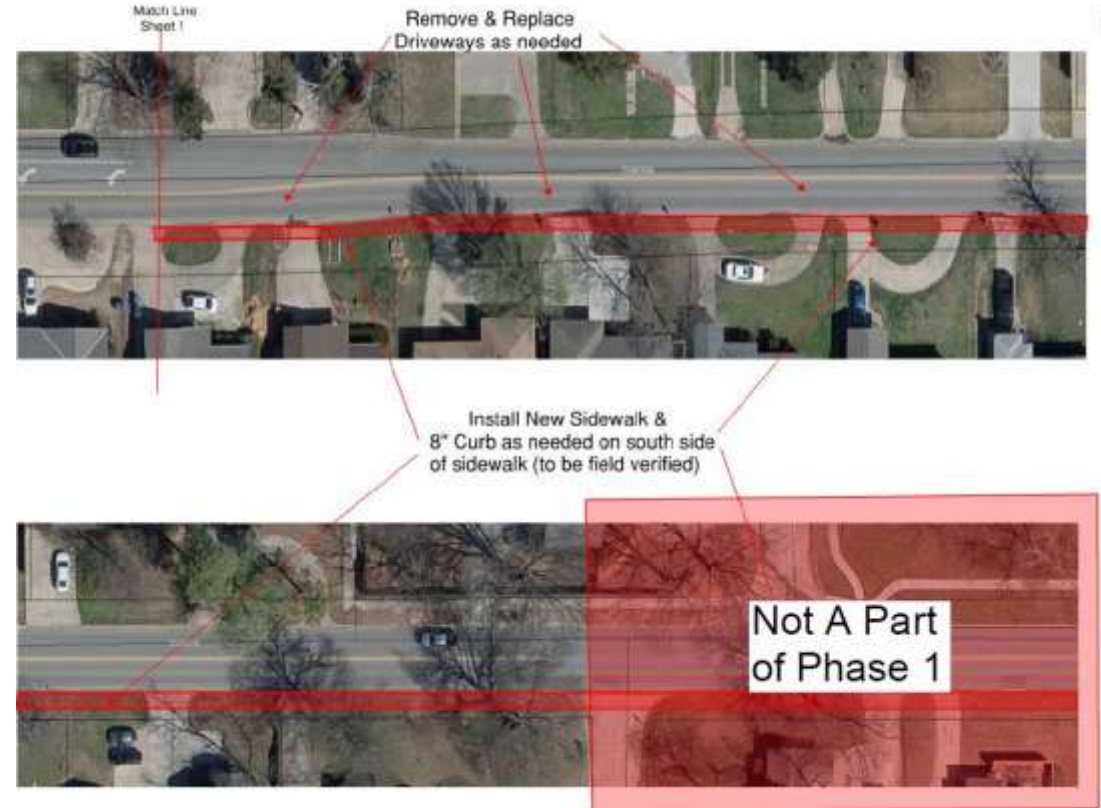 Match Line
Sheet 1
Remove & Replace
Driveways as needed
Install New Sidewalk &
8" Curb as needed on south side
of sidewalk (to be field verified)
Not A Part
of Phase 1